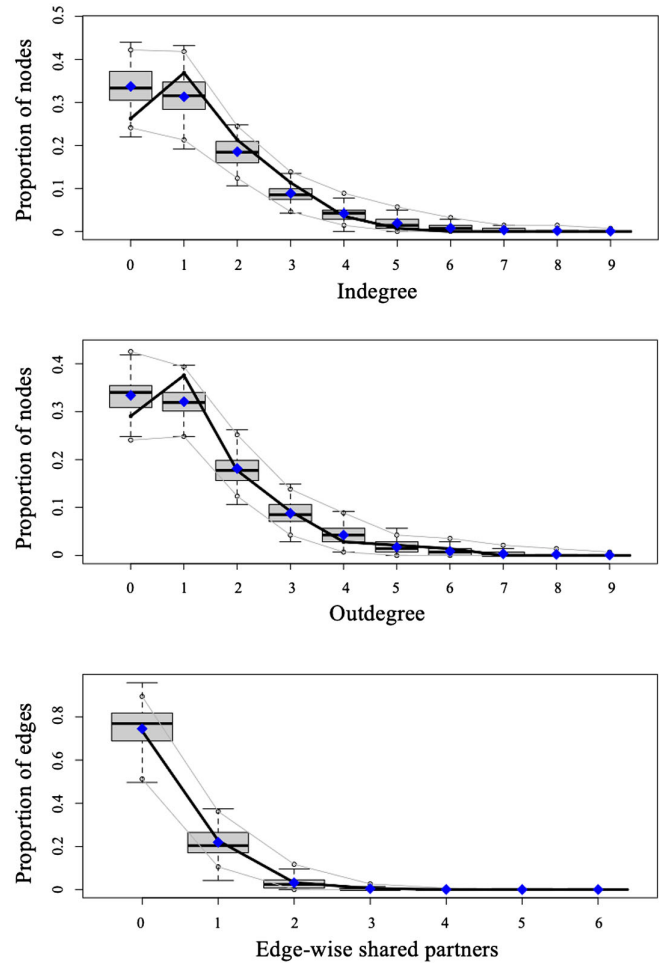 0.5
0.4
0.3
0.2
0.1
0
Proportion of nodes
0 1 2 3 4 5 6 7 8 9
Indegree
0.4
0.3
0.2
0.1
0
Proportion of nodes
0 1 2 3 4 5 6 7 8 9
Outdegree
0.8
0.6
0.4
0.2
0
Proportion of edges
0 1 2 3 4 5 6
Edge-wise shared partners